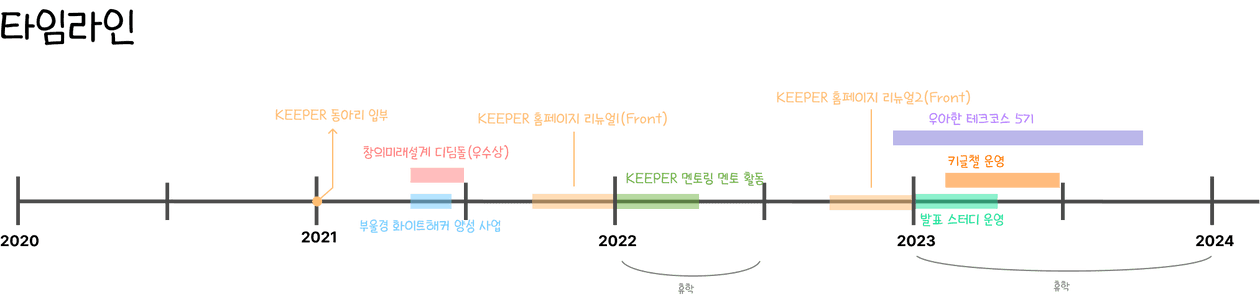 타임라인
KEEPER 홈페이지 리뉴얼2(Front)
KEEPER 동아리 입부
KEEPER 홈페이지 리뉴얼1(Front)
우아한 테크코스 5기
창의미래설계 디딤돌(우수상)
키글챌 운영
KEEPER 멘토링 멘토 활동
부울경 화이트해커 양성 사업
발표 스터디 운영
2020
2021
2022
2023
2024
휴학
휴학